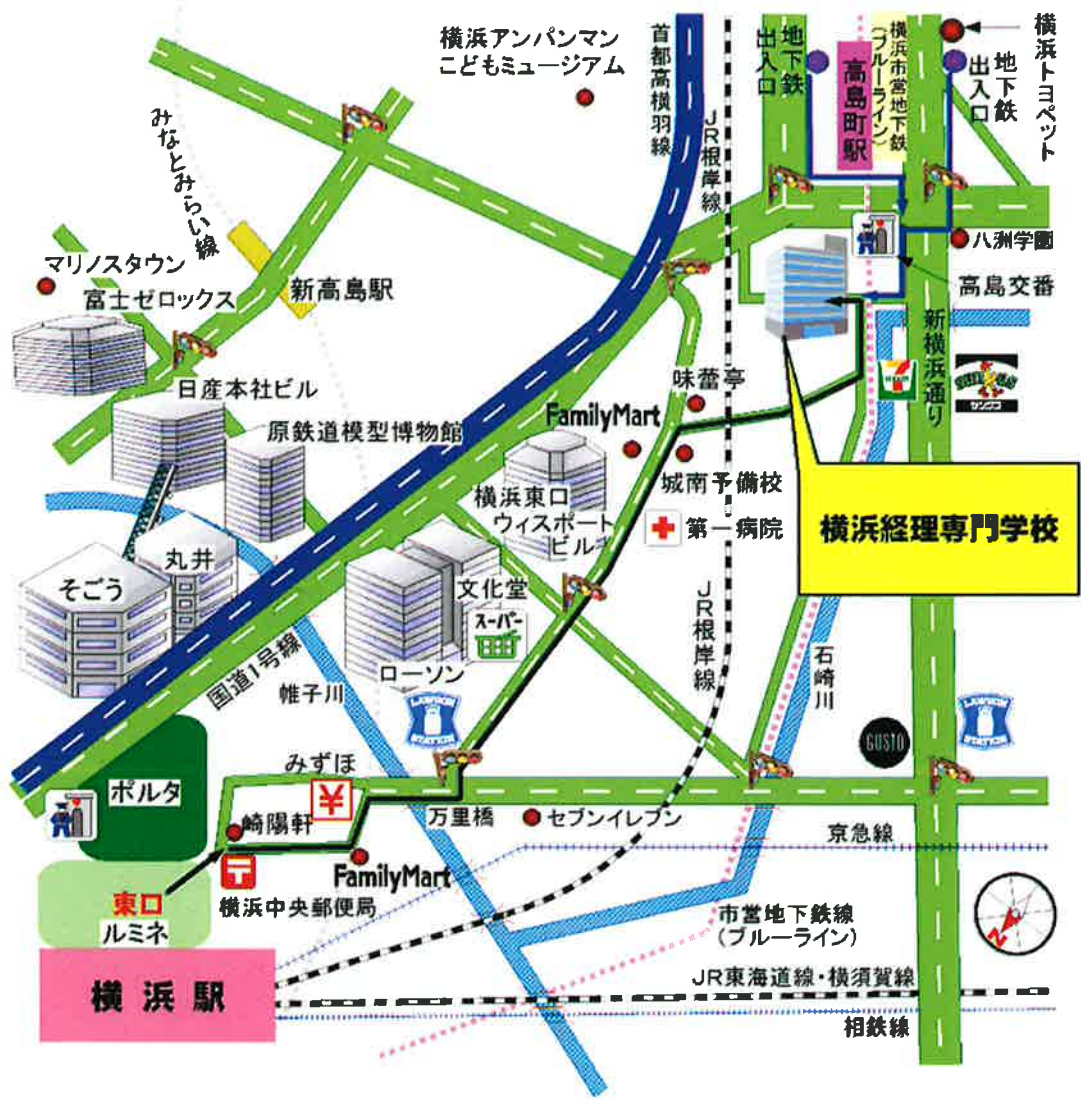 横浜アンパンマン
こどもミュージアム
首都高横羽線
JR根岸線
地下鉄
出入口
高島町駅
横浜市営地下鉄
(ブルーライン)
地下鉄
出入口
横浜トヨペット
みなとみらい線
マリノスタウン
富士ゼロックス
新高島駅
八洲学園
高島交番
新横浜通り
日産本社ビル
原鉄道模型博物館
味蕾亭
FamilyMart
城南予備校
サンクス
横浜東口
ウィスポート
ビル
第一病院
横浜経理専門学校
丸井
そごう
文化堂
スーパー
JR根岸線
石崎川
国道1号線
帷子川
ローソン
LAWSON
STATION
GUSTO
LAWSON
STATION
みずほ
¥
ポルタ
崎陽軒
万里橋
セブンイレブン
京急線
FamilyMart
東口
ルミネ
〒
横浜中央郵便局
市営地下鉄線
(ブルーライン)
N
横浜駅
JR東海道線・横須賀線
相鉄線